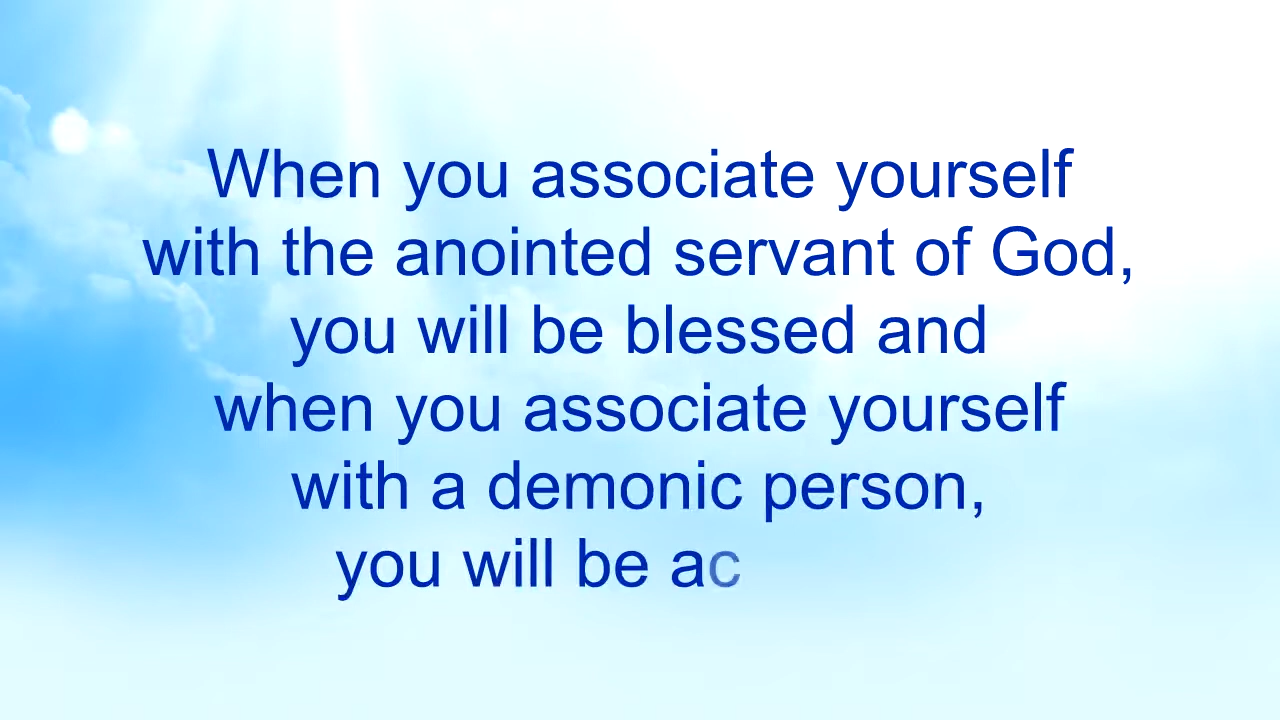 When you associate yourself
with the anointed servant of God,
you will be blessed and
when you associate yourself
with a demonic person,
you will be ac